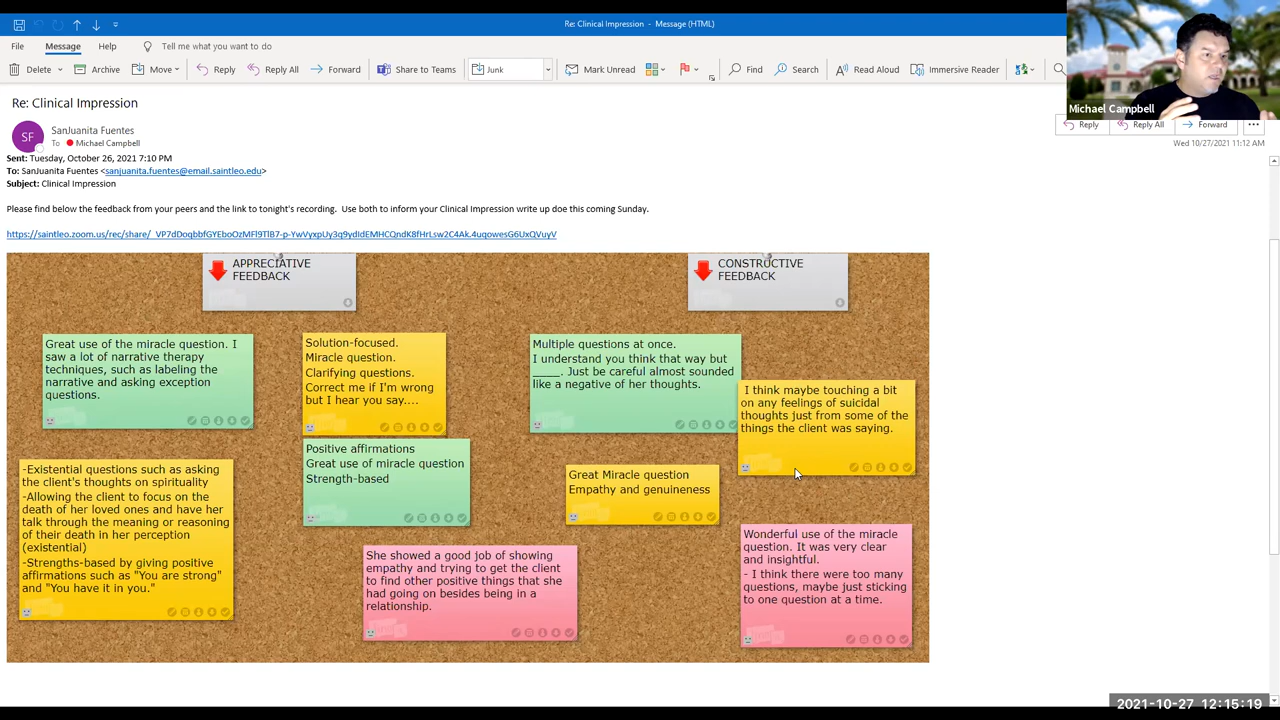 Re: Clinical Impression - Message (HTML)
File Message Help Tell me what you want to do
Delete Archive Move Reply Reply All Forward Share to Teams Junk Mark Unread Find Search Read Aloud Immersive Reader
Michael Campbell
Re: Clinical Impression
Reply Reply All Forward
SF
SanJuanita Fuentes
To Michael Campbell
Wed 10/27/2021 11:12 AM
Sent: Tuesday, October 26, 2021 7:10 PM
To: SanJuanita Fuentes <sanjuanita.fuentes@email.saintleo.edu>
Subject: Clinical Impression
Please find below the feedback from your peers and the link to tonight's recording. Use both to inform your Clinical Impression write up doe this coming Sunday.
APPRECIATIVE
FEEDBACK
Great use of the miracle question. I
saw a lot of narrative therapy
techniques, such as labeling the
narrative and asking exception
questions.
Solution-focused.
Miracle question.
Clarifying questions.
Correct me if I'm wrong
but I hear you say....
Positive affirmations
Great use of miracle question
Strength-based
-Existential questions such as asking
the client's thoughts on spirituality
-Allowing the client to focus on the
death of her loved ones and have her
talk through the meaning or reasoning
of their death in her perception
(existential)
-Strengths-based by giving positive
affirmations such as "You are strong"
and "You have it in you."
She showed a good job of showing
empathy and trying to get the client
to find other positive things that she
had going on besides being in a
relationship.
CONSTRUCTIVE
FEEDBACK
Multiple questions at once.
I understand you think that way but
____. Just be careful almost sounded
like a negative of her thoughts.
I think maybe touching a bit
on any feelings of suicidal
thoughts just from some of the
things the client was saying.
Great Miracle question
Empathy and genuineness
Wonderful use of the miracle
question. It was very clear
and insightful.
- I think there were too many
questions, maybe just sticking
to one question at a time.
2021-10-27 12:15:19